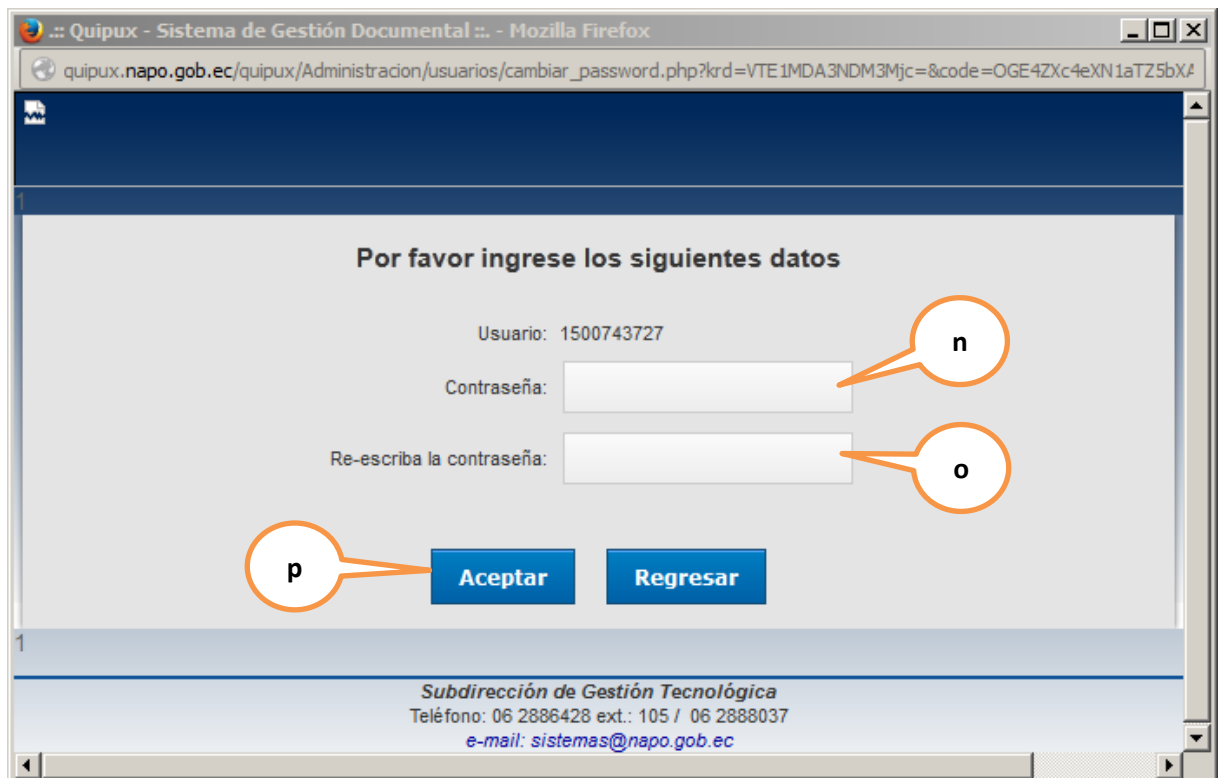 .:: Quipux - Sistema de Gestión Documental ::. - Mozilla Firefox
quipux.napo.gob.ec/quipux/Administracion/usuarios/cambiar_password.php?krd=VTE1MDA3NDM3Mjc=&code=OGE4ZXc4eXN1aTZ5bXA
1
Por favor ingrese los siguientes datos
Usuario: 1500743727
n
Contraseña:
Re-escriba la contraseña:
o
p
Aceptar Regresar
1
Subdirección de Gestión Tecnológica
Teléfono: 06 2886428 ext.: 105 / 06 2888037
e-mail: sistemas@napo.gob.ec